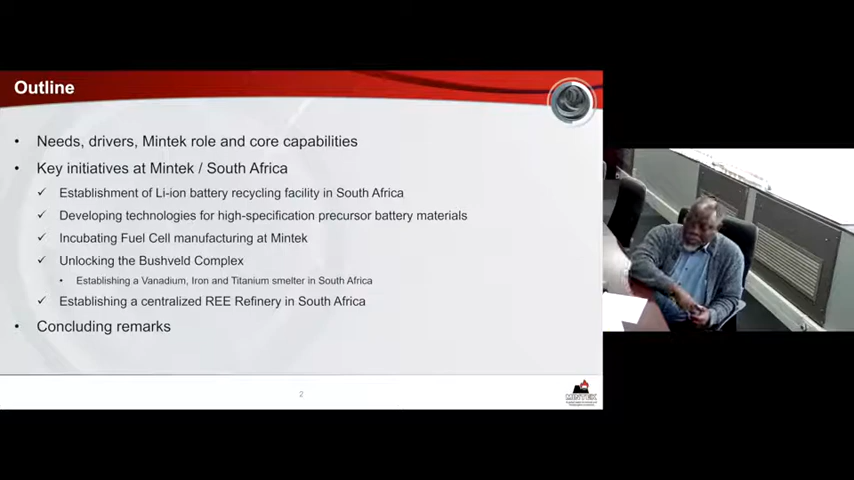 Outline
• Needs, drivers, Mintek role and core capabilities
• Key initiatives at Mintek / South Africa
✓ Establishment of Li-ion battery recycling facility in South Africa
✓ Developing technologies for high-specification precursor battery materials
✓ Incubating Fuel Cell manufacturing at Mintek
✓ Unlocking the Bushveld Complex
• Establishing a Vanadium, Iron and Titanium smelter in South Africa
✓ Establishing a centralized REE Refinery in South Africa
• Concluding remarks
2
MINTEK